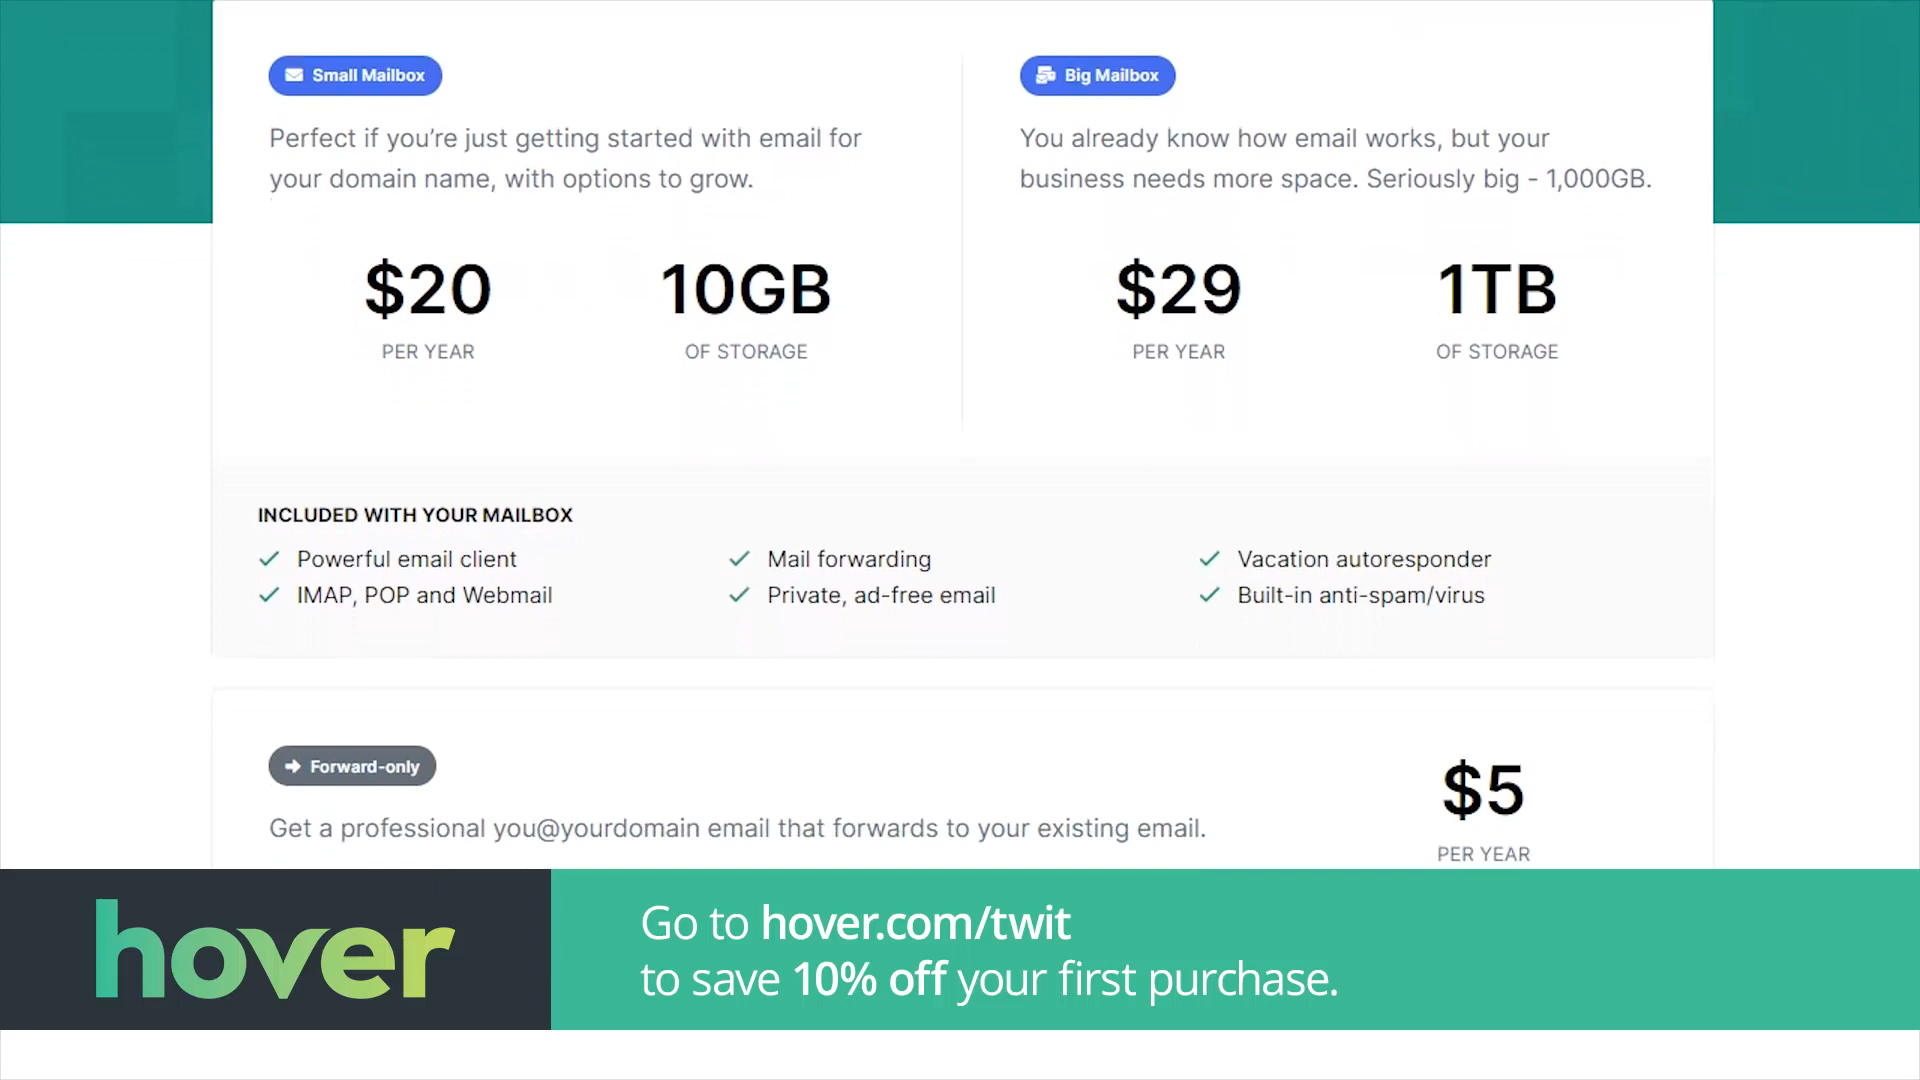 Small Mailbox
Perfect if you’re just getting started with email for
your domain name, with options to grow.
$20
PER YEAR
10GB
OF STORAGE
Big Mailbox
You already know how email works, but your
business needs more space. Seriously big - 1,000GB.
$29
PER YEAR
1TB
OF STORAGE
INCLUDED WITH YOUR MAILBOX
Powerful email client
Mail forwarding
Vacation autoresponder
IMAP, POP and Webmail
Private, ad-free email
Built-in anti-spam/virus
Forward-only
Get a professional you@yourdomain email that forwards to your existing email.
$5
PER YEAR
hover
Go to hover.com/twit
to save 10% off your first purchase.